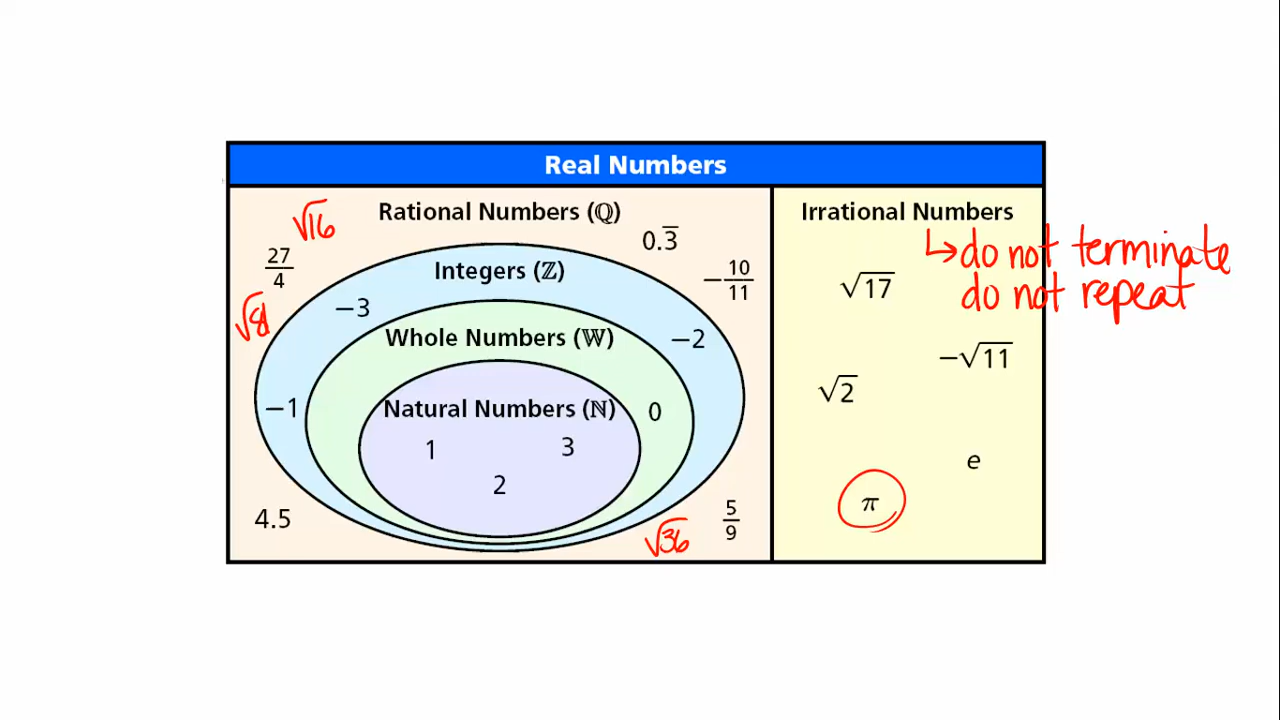 Real Numbers
Rational Numbers (ℚ)
Irrational Numbers
√16
0.3̅
do not terminate
27/4
Integers (ℤ)
−10/11
√17
do not repeat
√81
−3
Whole Numbers (𝕎)
−2
−√11
√2
−1
Natural Numbers (ℕ)
0
1
3
2
e
π
4.5
√36
5/9